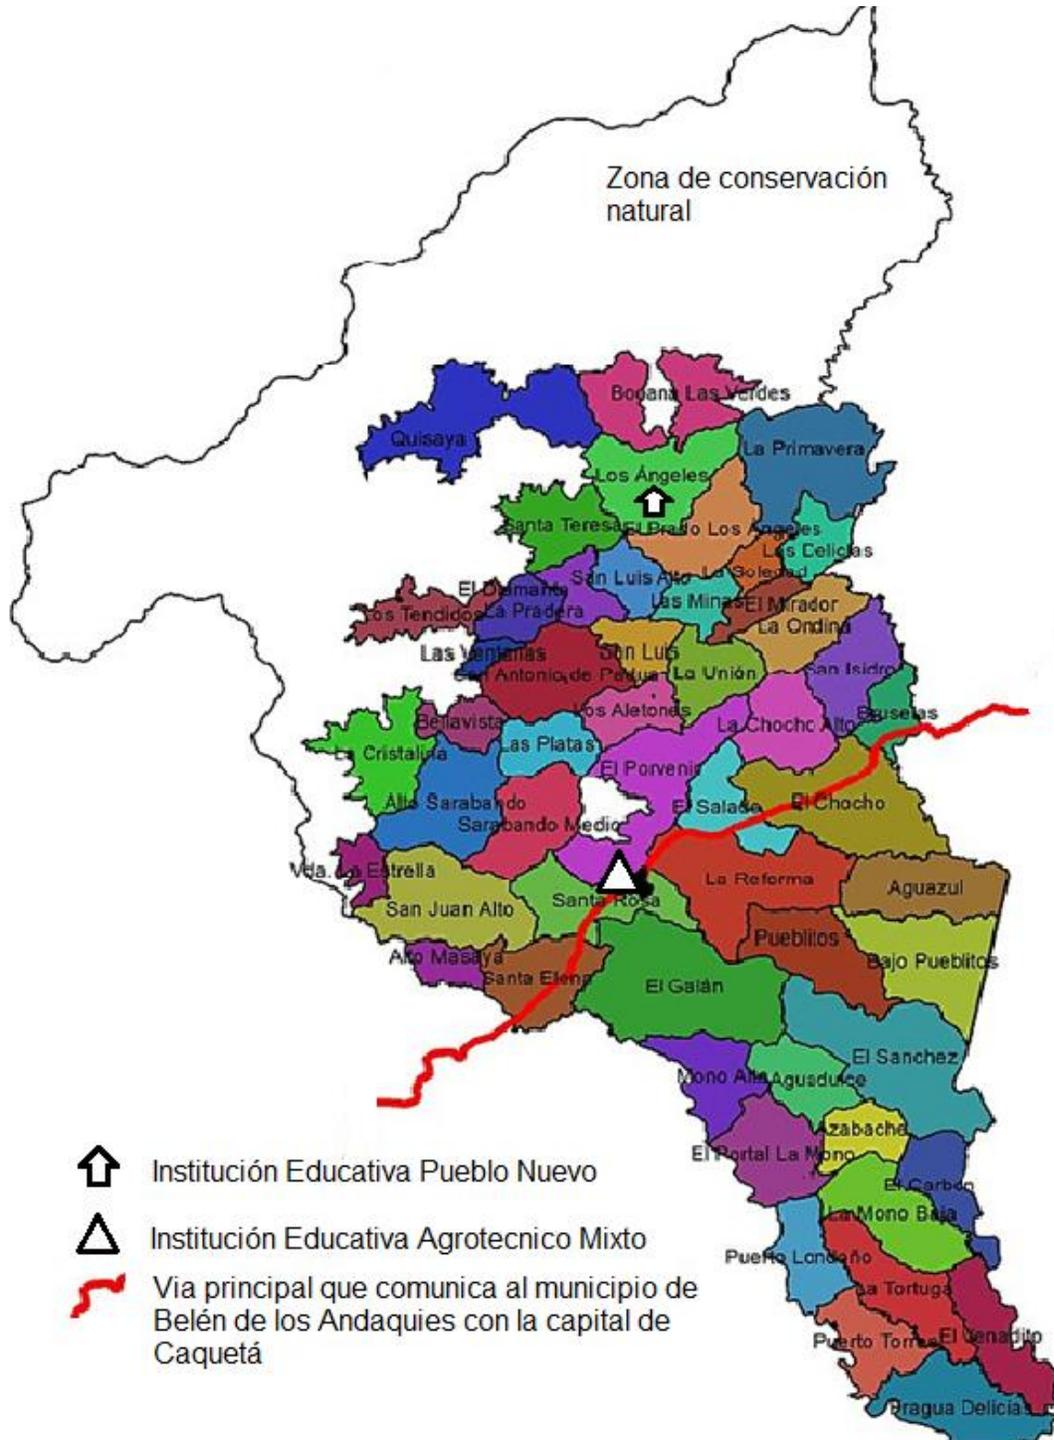 Zona de conservación
natural
Bodana Las Verdes
Quisaya
La Primavera
Los Ángeles
Santa Teresa
El Prado Los Ángeles
Las Delicias
La Soledad
San Luis Alto
El Diamante
Las Minas
El Mirador
Los Tendidos
La Pradera
La Ondina
Las Ventanas
San Luis
San Antonio de Padua
La Unión
San Isidro
Los Aletones
Bruselas
Bellavista
La Chocho Alto
Las Platas
La Cristalina
El Porvenir
Alto Sarabando
El Salado
El Chocho
Sarabando Medio
Vda. La Estrella
La Reforma
Aguazul
Santa Rosa
San Juan Alto
Pueblitos
Alto Masaya
Bajo Pueblitos
Santa Elena
El Galán
El Sanchez
Mono Alta
Aguadulce
Azabache
El Portal La Mono
El Carbón
La Mono Baja
Puerto Londoño
La Tortuga
Puerto Torres
El Venadito
Fragua Delicias
Institución Educativa Pueblo Nuevo
Institución Educativa Agrotecnico Mixto
Via principal que comunica al municipio de
Belén de los Andaquies con la capital de
Caquetá